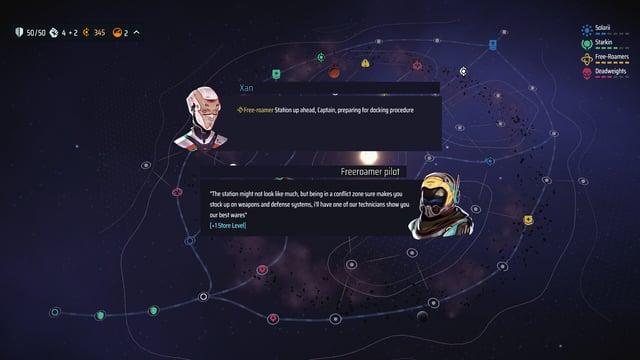 50/50 4 + 2 345 2
Solarii
Starkin
Free-Roamers
Deadweights
Xan
Free-roamer Station up ahead, Captain, preparing for docking procedure
Freeroamer pilot
"The station might not look like much, but being in a conflict zone sure makes you
stock up on weapons and defense systems, i'll have one of our technicians show you
our best wares"
[+1 Store Level]